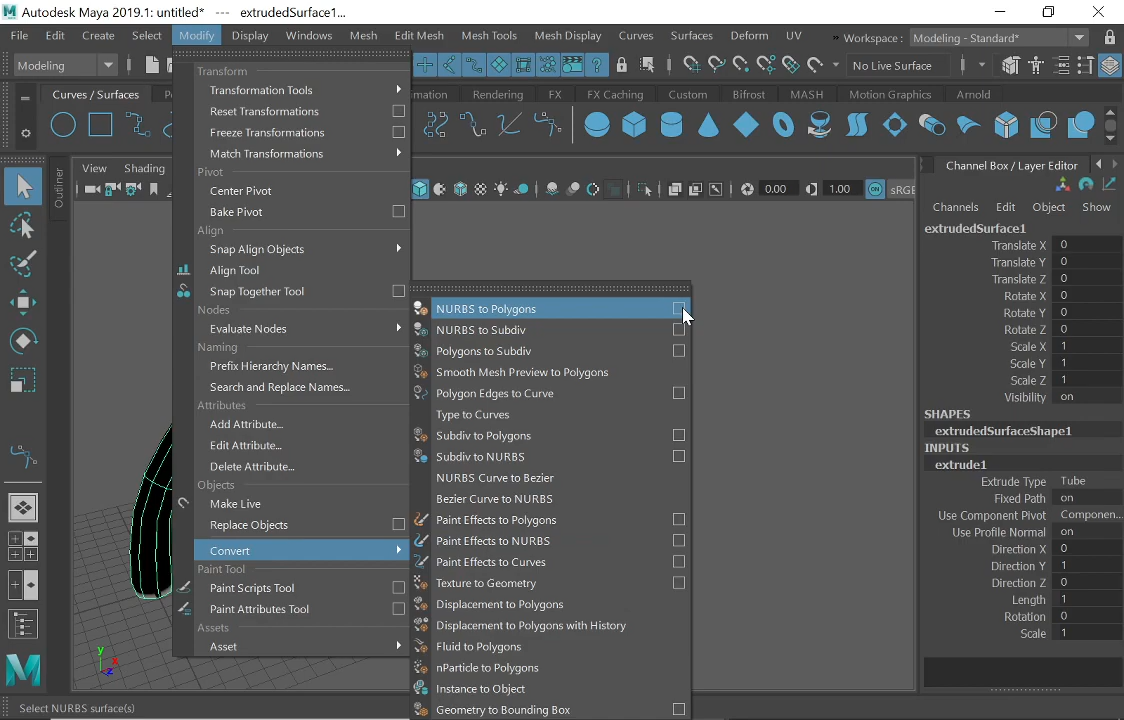 Autodesk Maya 2019.1: untitled* --- extrudedSurface1...
File Edit Create Select Modify Display Windows Mesh Edit Mesh Mesh Tools Mesh Display Curves Surfaces Deform UV » Workspace: Modeling - Standard*
Modeling No Live Surface
Curves / Surfaces Rendering FX FX Caching Custom Bifrost MASH Motion Graphics Arnold
View Shading
0.00 1.00 ON sRGB
Outliner
Transform
Transformation Tools
Reset Transformations
Freeze Transformations
Match Transformations
Pivot
Center Pivot
Bake Pivot
Align
Snap Align Objects
Align Tool
Snap Together Tool
Nodes
Evaluate Nodes
Naming
Prefix Hierarchy Names...
Search and Replace Names...
Attributes
Add Attribute...
Edit Attribute...
Delete Attribute...
Objects
Make Live
Replace Objects
Convert
Paint Tool
Paint Scripts Tool
Paint Attributes Tool
Assets
Asset
NURBS to Polygons
NURBS to Subdiv
Polygons to Subdiv
Smooth Mesh Preview to Polygons
Polygon Edges to Curve
Type to Curves
Subdiv to Polygons
Subdiv to NURBS
NURBS Curve to Bezier
Bezier Curve to NURBS
Paint Effects to Polygons
Paint Effects to NURBS
Paint Effects to Curves
Texture to Geometry
Displacement to Polygons
Displacement to Polygons with History
Fluid to Polygons
nParticle to Polygons
Instance to Object
Geometry to Bounding Box
Channel Box / Layer Editor
Channels Edit Object Show
extrudedSurface1
Translate X 0
Translate Y 0
Translate Z 0
Rotate X 0
Rotate Y 0
Rotate Z 0
Scale X 1
Scale Y 1
Scale Z 1
Visibility on
SHAPES
extrudedSurfaceShape1
INPUTS
extrude1
Extrude Type Tube
Fixed Path on
Use Component Pivot Componen...
Use Profile Normal on
Direction X 0
Direction Y 1
Direction Z 0
Length 1
Rotation 0
Scale 1
y
x
z
Select NURBS surface(s)